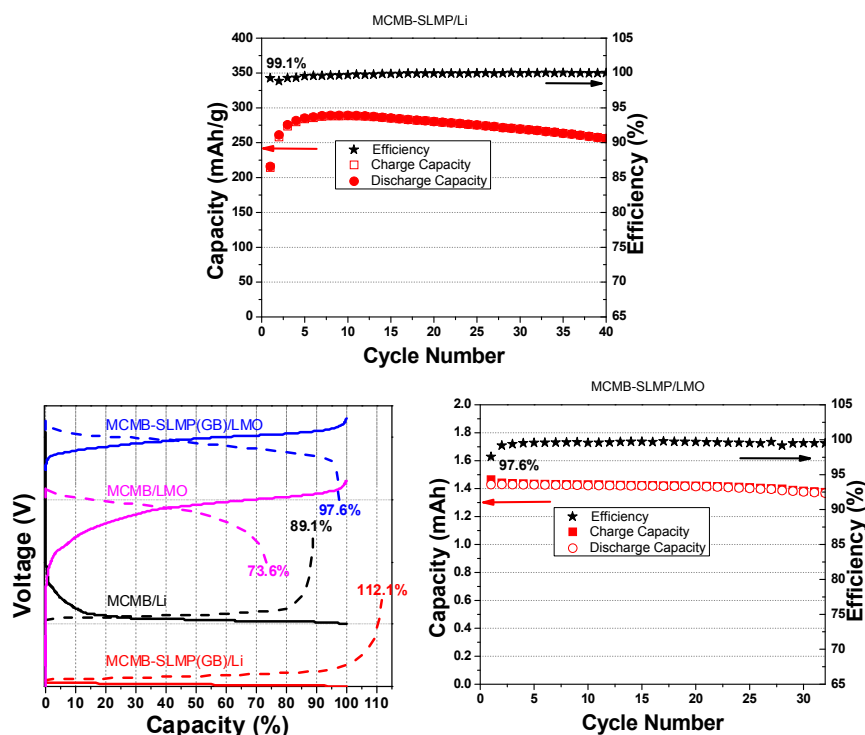 MCMB-SLMP/Li
400
350
300
250
200
150
100
50
0
Capacity (mAh/g)
99.1%
Efficiency
Charge Capacity
Discharge Capacity
105
100
95
90
85
80
75
70
65
Efficiency (%)
0 5 10 15 20 25 30 35 40
Cycle Number
Voltage (V)
MCMB-SLMP(GB)/LMO
MCMB/LMO
97.6%
89.1%
73.6%
112.1%
MCMB/Li
MCMB-SLMP(GB)/Li
0 10 20 30 40 50 60 70 80 90 100 110
Capacity (%)
MCMB-SLMP/LMO
2.0
1.8
1.6
1.4
1.2
1.0
0.8
0.6
0.4
0.2
0.0
Capacity (mAh)
97.6%
Efficiency
Charge Capacity
Discharge Capacity
105
100
95
90
85
80
75
70
65
Efficiency (%)
0 5 10 15 20 25 30
Cycle Number